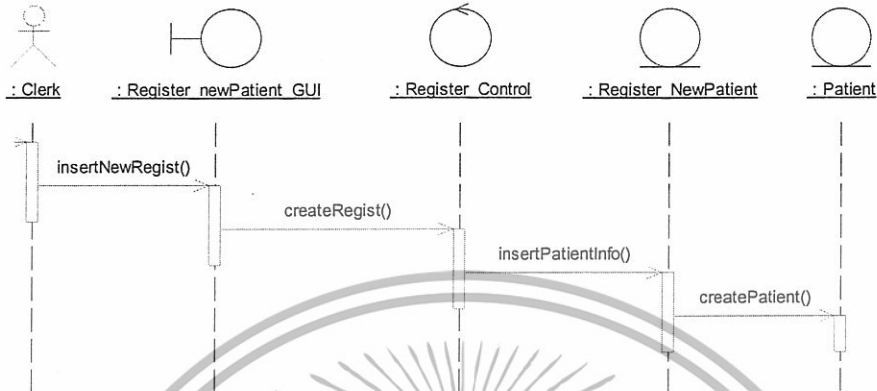 : Clerk
: Register_newPatient_GUI
: Register_Control
: Register_NewPatient
: Patient
insertNewRegist()
createRegist()
insertPatientInfo()
createPatient()